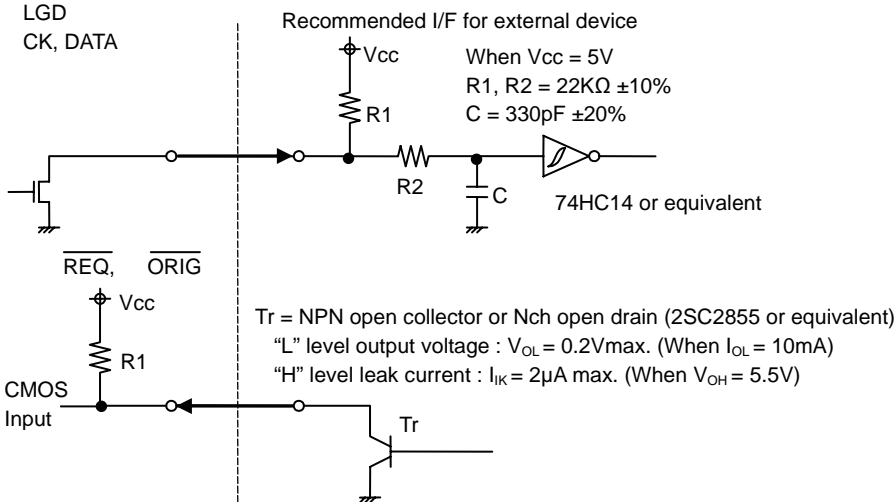 LGD
CK, DATA
Recommended I/F for external device
Vcc
When Vcc = 5V
R1, R2 = 22KΩ ±10%
C = 330pF ±20%
R1
R2
C
74HC14 or equivalent
REQ, ORIG
Vcc
Tr = NPN open collector or Nch open drain (2SC2855 or equivalent)
"L" level output voltage : VOL = 0.2Vmax. (When IOL = 10mA)
"H" level leak current : IIK = 2µA max. (When VOH = 5.5V)
R1
CMOS
Input
Tr